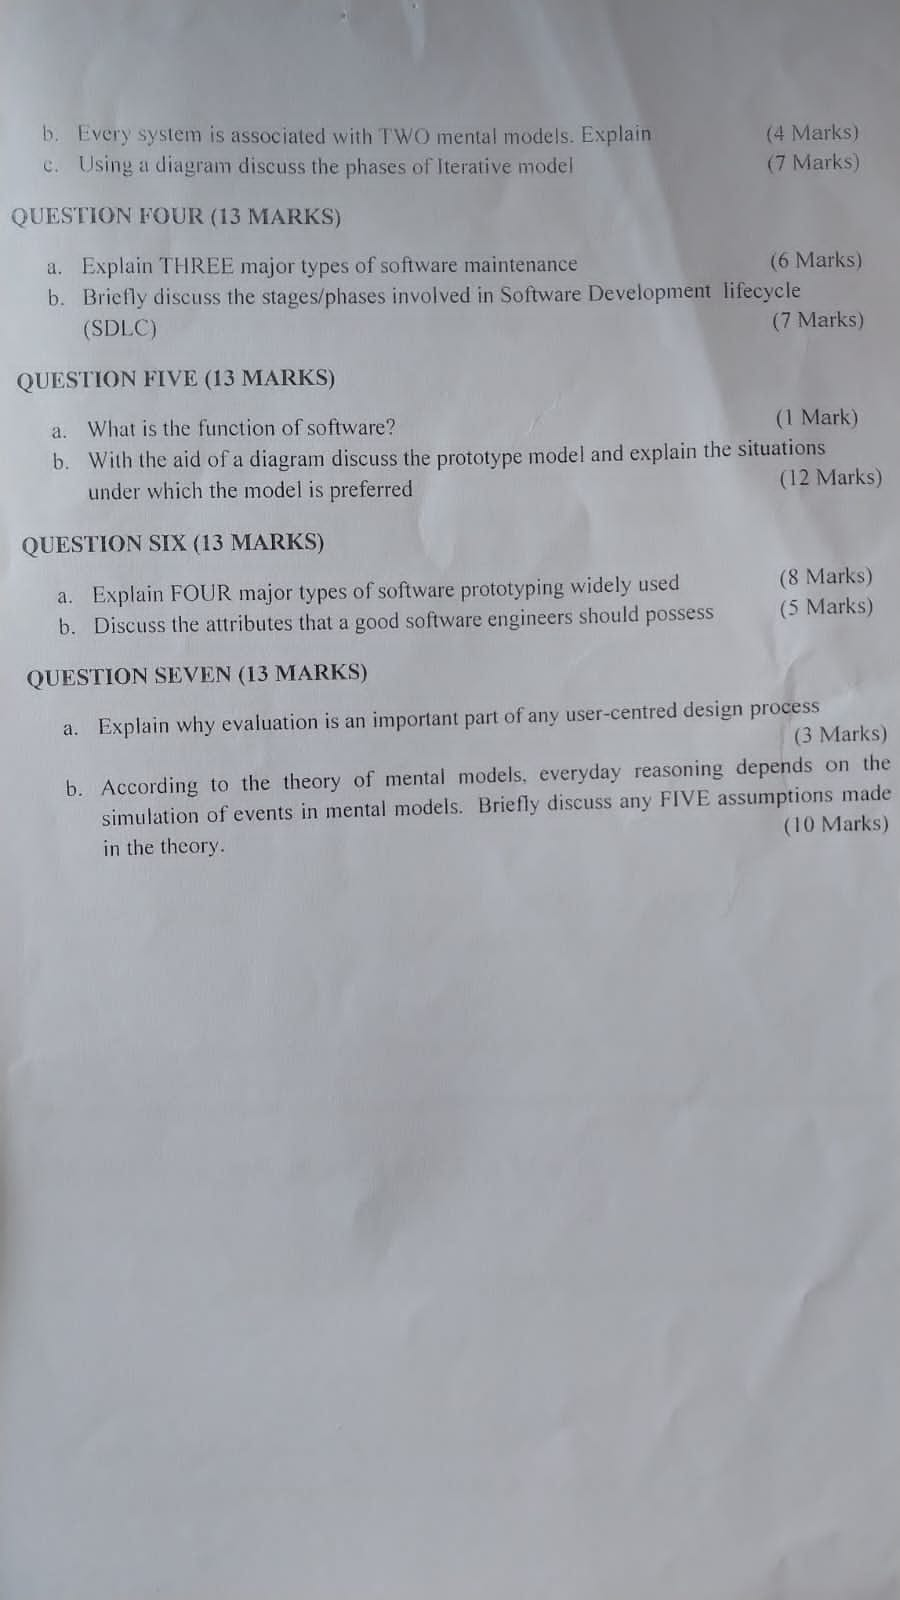 b. Every system is associated with TWO mental models. Explain (4 Marks)
c. Using a diagram discuss the phases of Iterative model (7 Marks)
QUESTION FOUR (13 MARKS)
a. Explain THREE major types of software maintenance (6 Marks)
b. Briefly discuss the stages/phases involved in Software Development lifecycle
(SDLC) (7 Marks)
QUESTION FIVE (13 MARKS)
a. What is the function of software? (1 Mark)
b. With the aid of a diagram discuss the prototype model and explain the situations
under which the model is preferred (12 Marks)
QUESTION SIX (13 MARKS)
a. Explain FOUR major types of software prototyping widely used (8 Marks)
b. Discuss the attributes that a good software engineers should possess (5 Marks)
QUESTION SEVEN (13 MARKS)
a. Explain why evaluation is an important part of any user-centred design process
(3 Marks)
b. According to the theory of mental models, everyday reasoning depends on the
simulation of events in mental models. Briefly discuss any FIVE assumptions made
in the theory. (10 Marks)